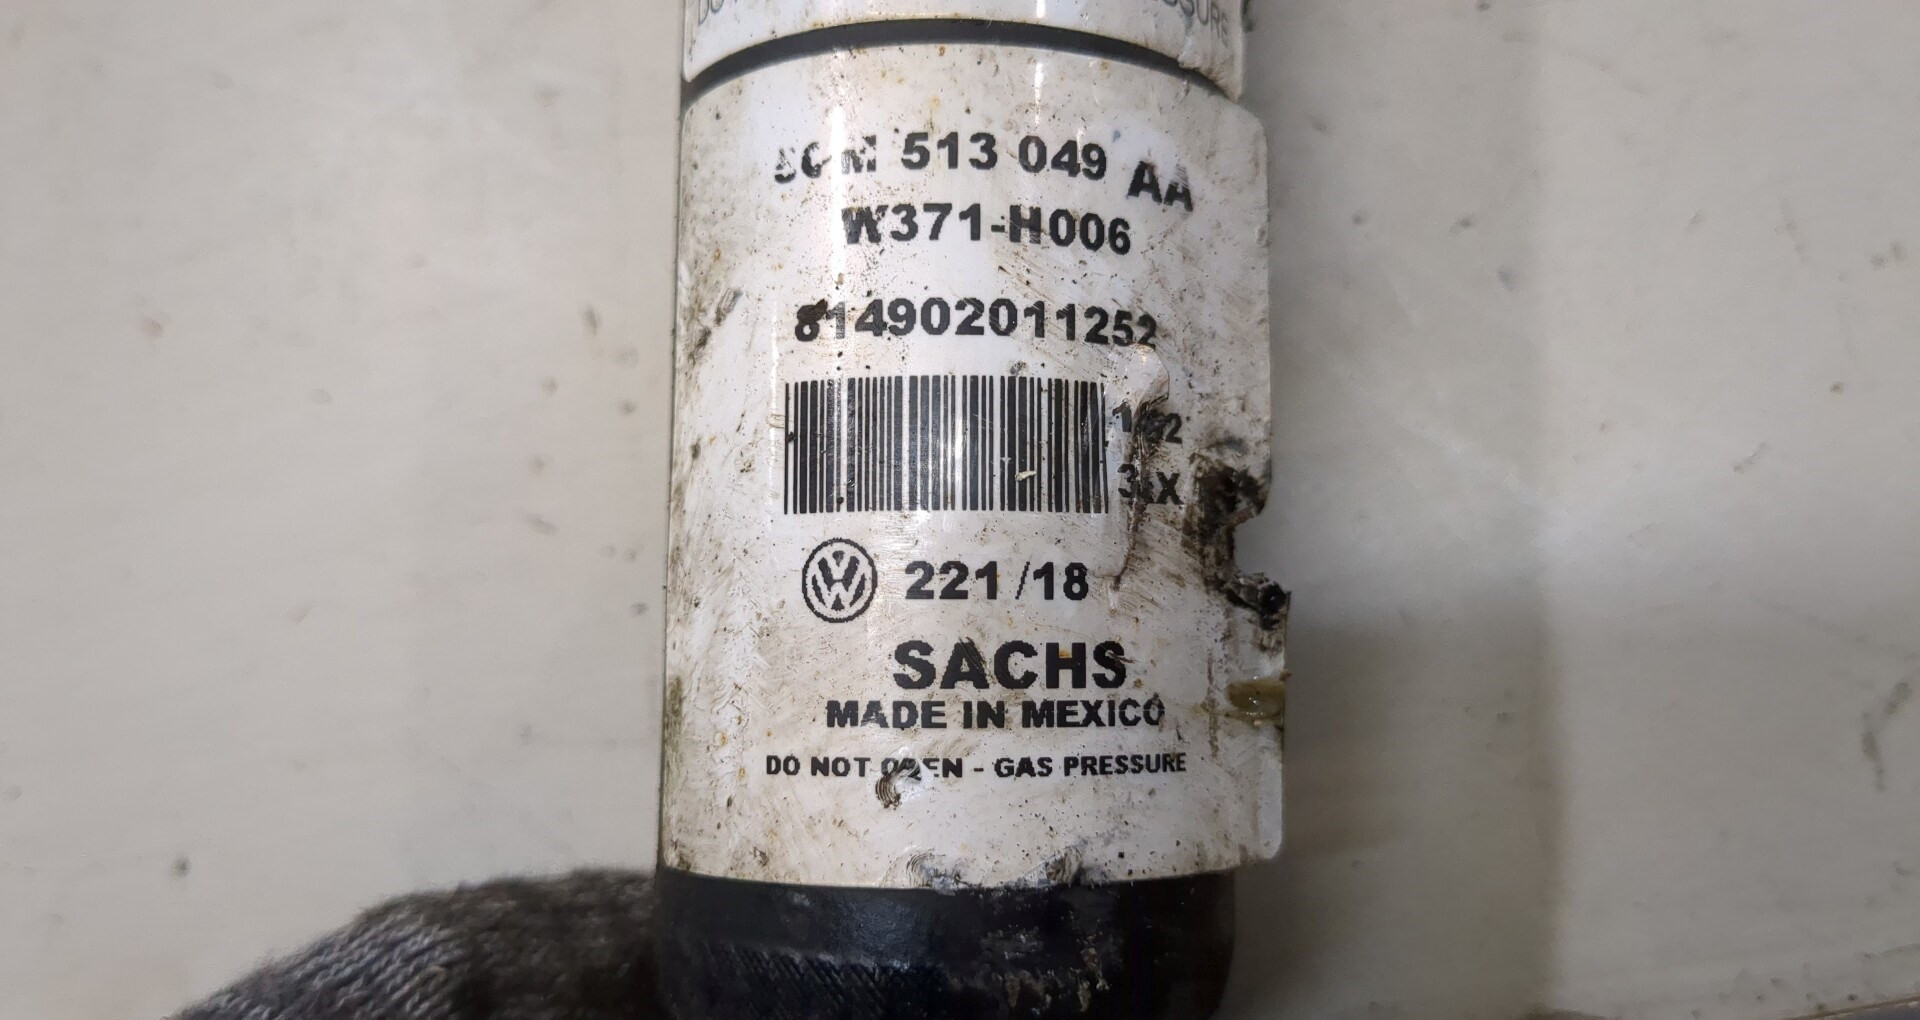 513 049 AA
W371-H006
814902011252
221/18
SACHS
MADE IN MEXICO
DO NOT OPEN - GAS PRESSURE